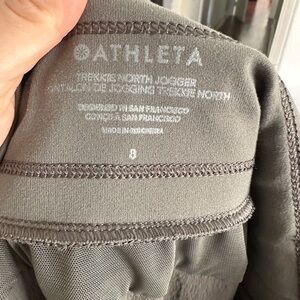 ATHLETA
TREKKIE NORTH JOGGER
PANTALON DE JOGGING TREKKIE NORTH
DESIGNED IN SAN FRANCISCO
CONÇU À SAN FRANCISCO
MADE IN
8